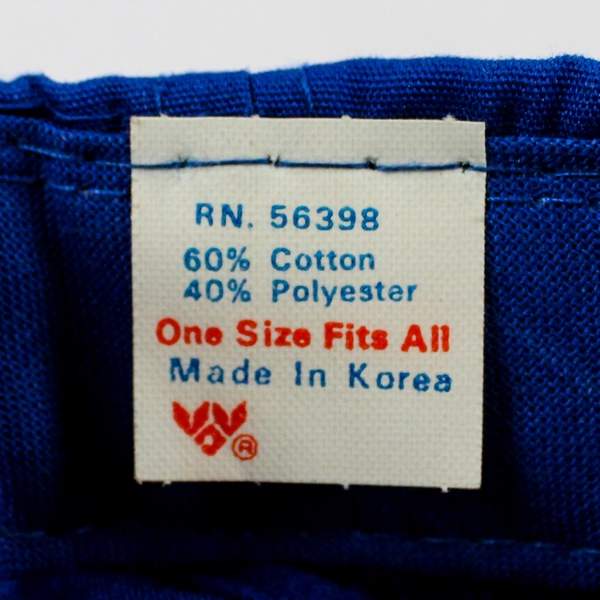 RN. 56398
60% Cotton
40% Polyester
One Size Fits All
Made In Korea
®